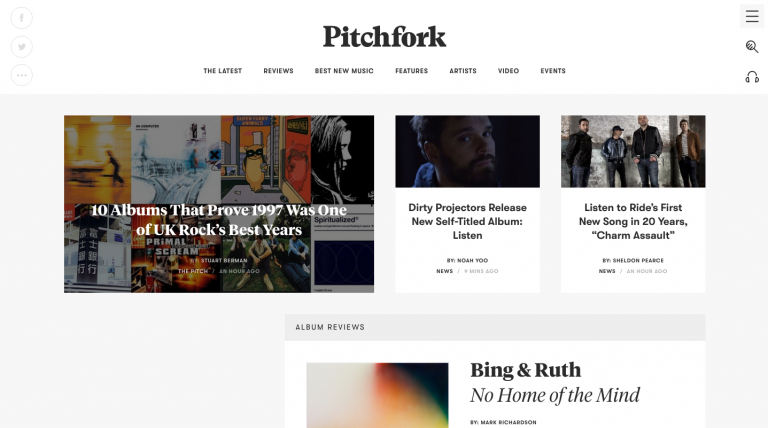 Pitchfork
THE LATEST
REVIEWS
BEST NEW MUSIC
FEATURES
ARTISTS
VIDEO
EVENTS
10 Albums That Prove 1997 Was One
of UK Rock's Best Years
BY: STUART BERMAN
THE PITCH / AN HOUR AGO
PRIMAL
SCREAM
Spiritualized®
Dirty Projectors Release
New Self-Titled Album:
Listen
BY: NOAH YOO
NEWS / 9 MINS AGO
Listen to Ride's First
New Song in 20 Years,
“Charm Assault”
BY: SHELDON PEARCE
NEWS / AN HOUR AGO
ALBUM REVIEWS
Bing & Ruth
No Home of the Mind
BY: MARK RICHARDSON